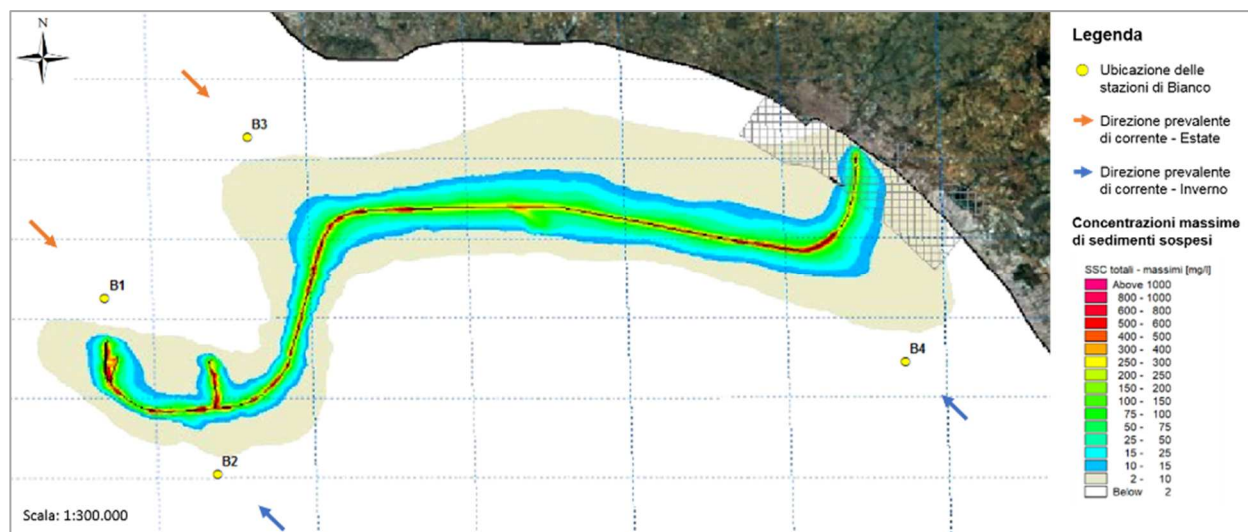 N
B3
B1
B4
B2
Scala: 1:300.000
Legenda
Ubicazione delle
stazioni di Bianco
Direzione prevalente
di corrente - Estate
Direzione prevalente
di corrente - Inverno
Concentrazioni massime
di sedimenti sospesi
SSC totali - massimi [mg/l]
Above 1000
800 - 1000
600 - 800
500 - 600
400 - 500
300 - 400
250 - 300
200 - 250
150 - 200
100 - 150
75 - 100
50 - 75
25 - 50
15 - 25
10 - 15
2 - 10
Below 2